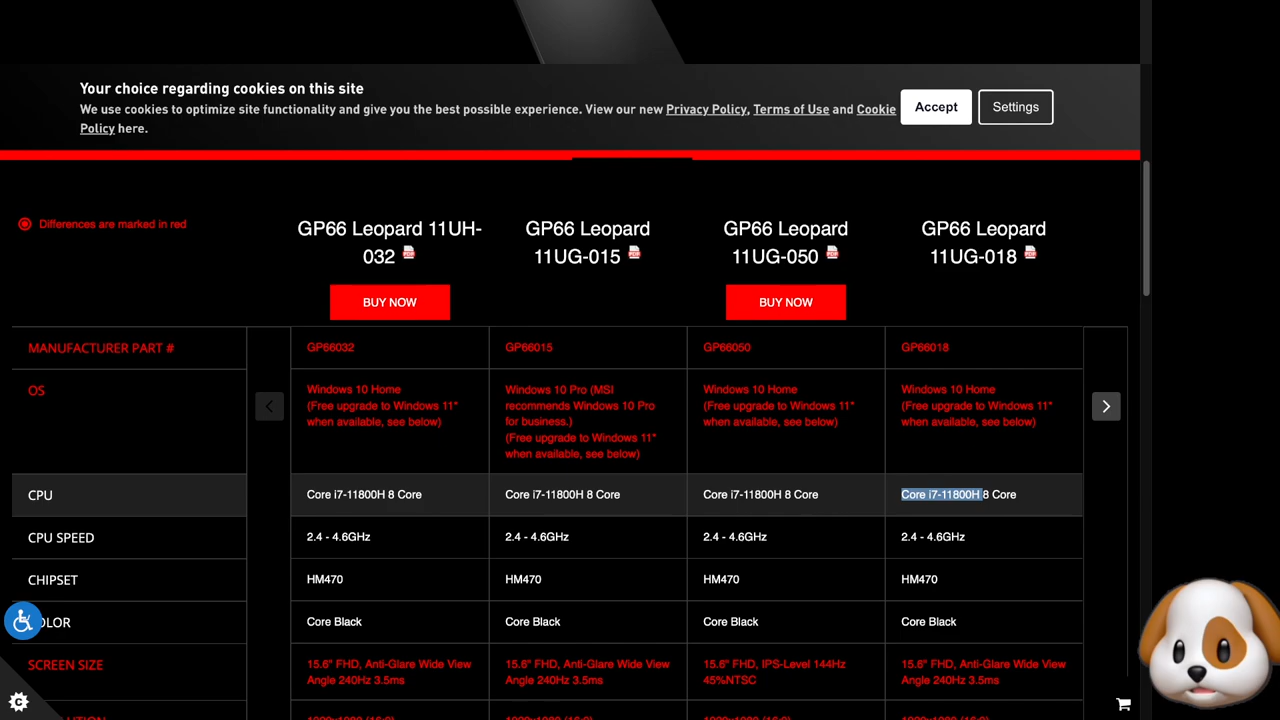 Your choice regarding cookies on this site
We use cookies to optimize site functionality and give you the best possible experience. View our new Privacy Policy, Terms of Use and Cookie
Policy here.
Accept
Settings
Differences are marked in red
GP66 Leopard 11UH-
032
GP66 Leopard
11UG-015
GP66 Leopard
11UG-050
GP66 Leopard
11UG-018
BUY NOW
BUY NOW
MANUFACTURER PART #
GP66032
GP66015
GP66050
GP66018
OS
Windows 10 Home
(Free upgrade to Windows 11*
when available, see below)
Windows 10 Pro (MSI
recommends Windows 10 Pro
for business.)
(Free upgrade to Windows 11*
when available, see below)
Windows 10 Home
(Free upgrade to Windows 11*
when available, see below)
Windows 10 Home
(Free upgrade to Windows 11*
when available, see below)
CPU
Core i7-11800H 8 Core
Core i7-11800H 8 Core
Core i7-11800H 8 Core
Core i7-11800H 8 Core
CPU SPEED
2.4 - 4.6GHz
2.4 - 4.6GHz
2.4 - 4.6GHz
2.4 - 4.6GHz
CHIPSET
HM470
HM470
HM470
HM470
OLOR
Core Black
Core Black
Core Black
Core Black
SCREEN SIZE
15.6" FHD, Anti-Glare Wide View
Angle 240Hz 3.5ms
15.6" FHD, Anti-Glare Wide View
Angle 240Hz 3.5ms
15.6" FHD, IPS-Level 144Hz
45%NTSC
15.6" FHD, Anti-Glare Wide View
Angle 240Hz 3.5ms